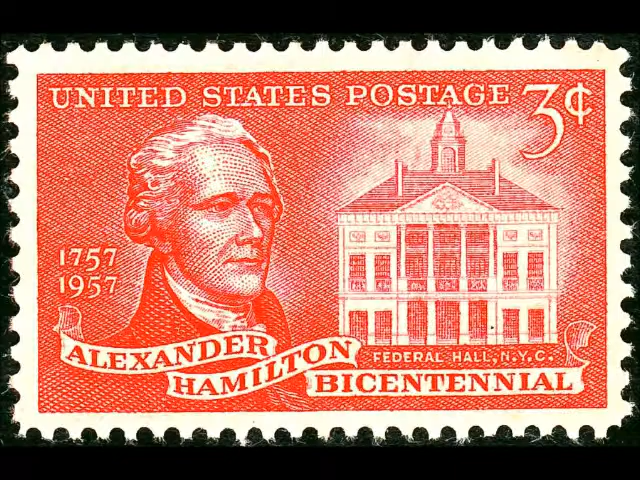 UNITED STATES POSTAGE 3¢
1757
1957
ALEXANDER
HAMILTON
BICENTENNIAL
FEDERAL HALL, N.Y.C.